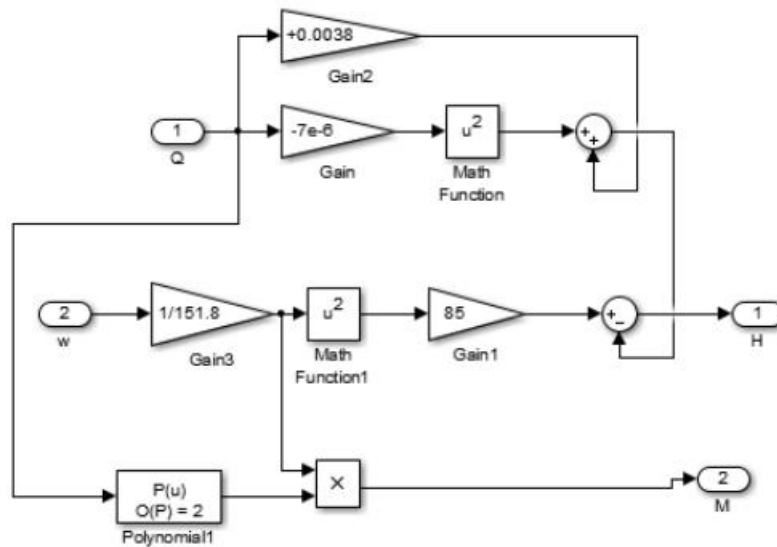 +0.0038
Gain2
1
Q
-7e-6
Gain
u²
Math
Function
+
+
2
w
1/151.8
Gain3
u²
Math
Function1
85
Gain1
+
−
1
H
P(u)
O(P) = 2
Polynomial1
×
2
M